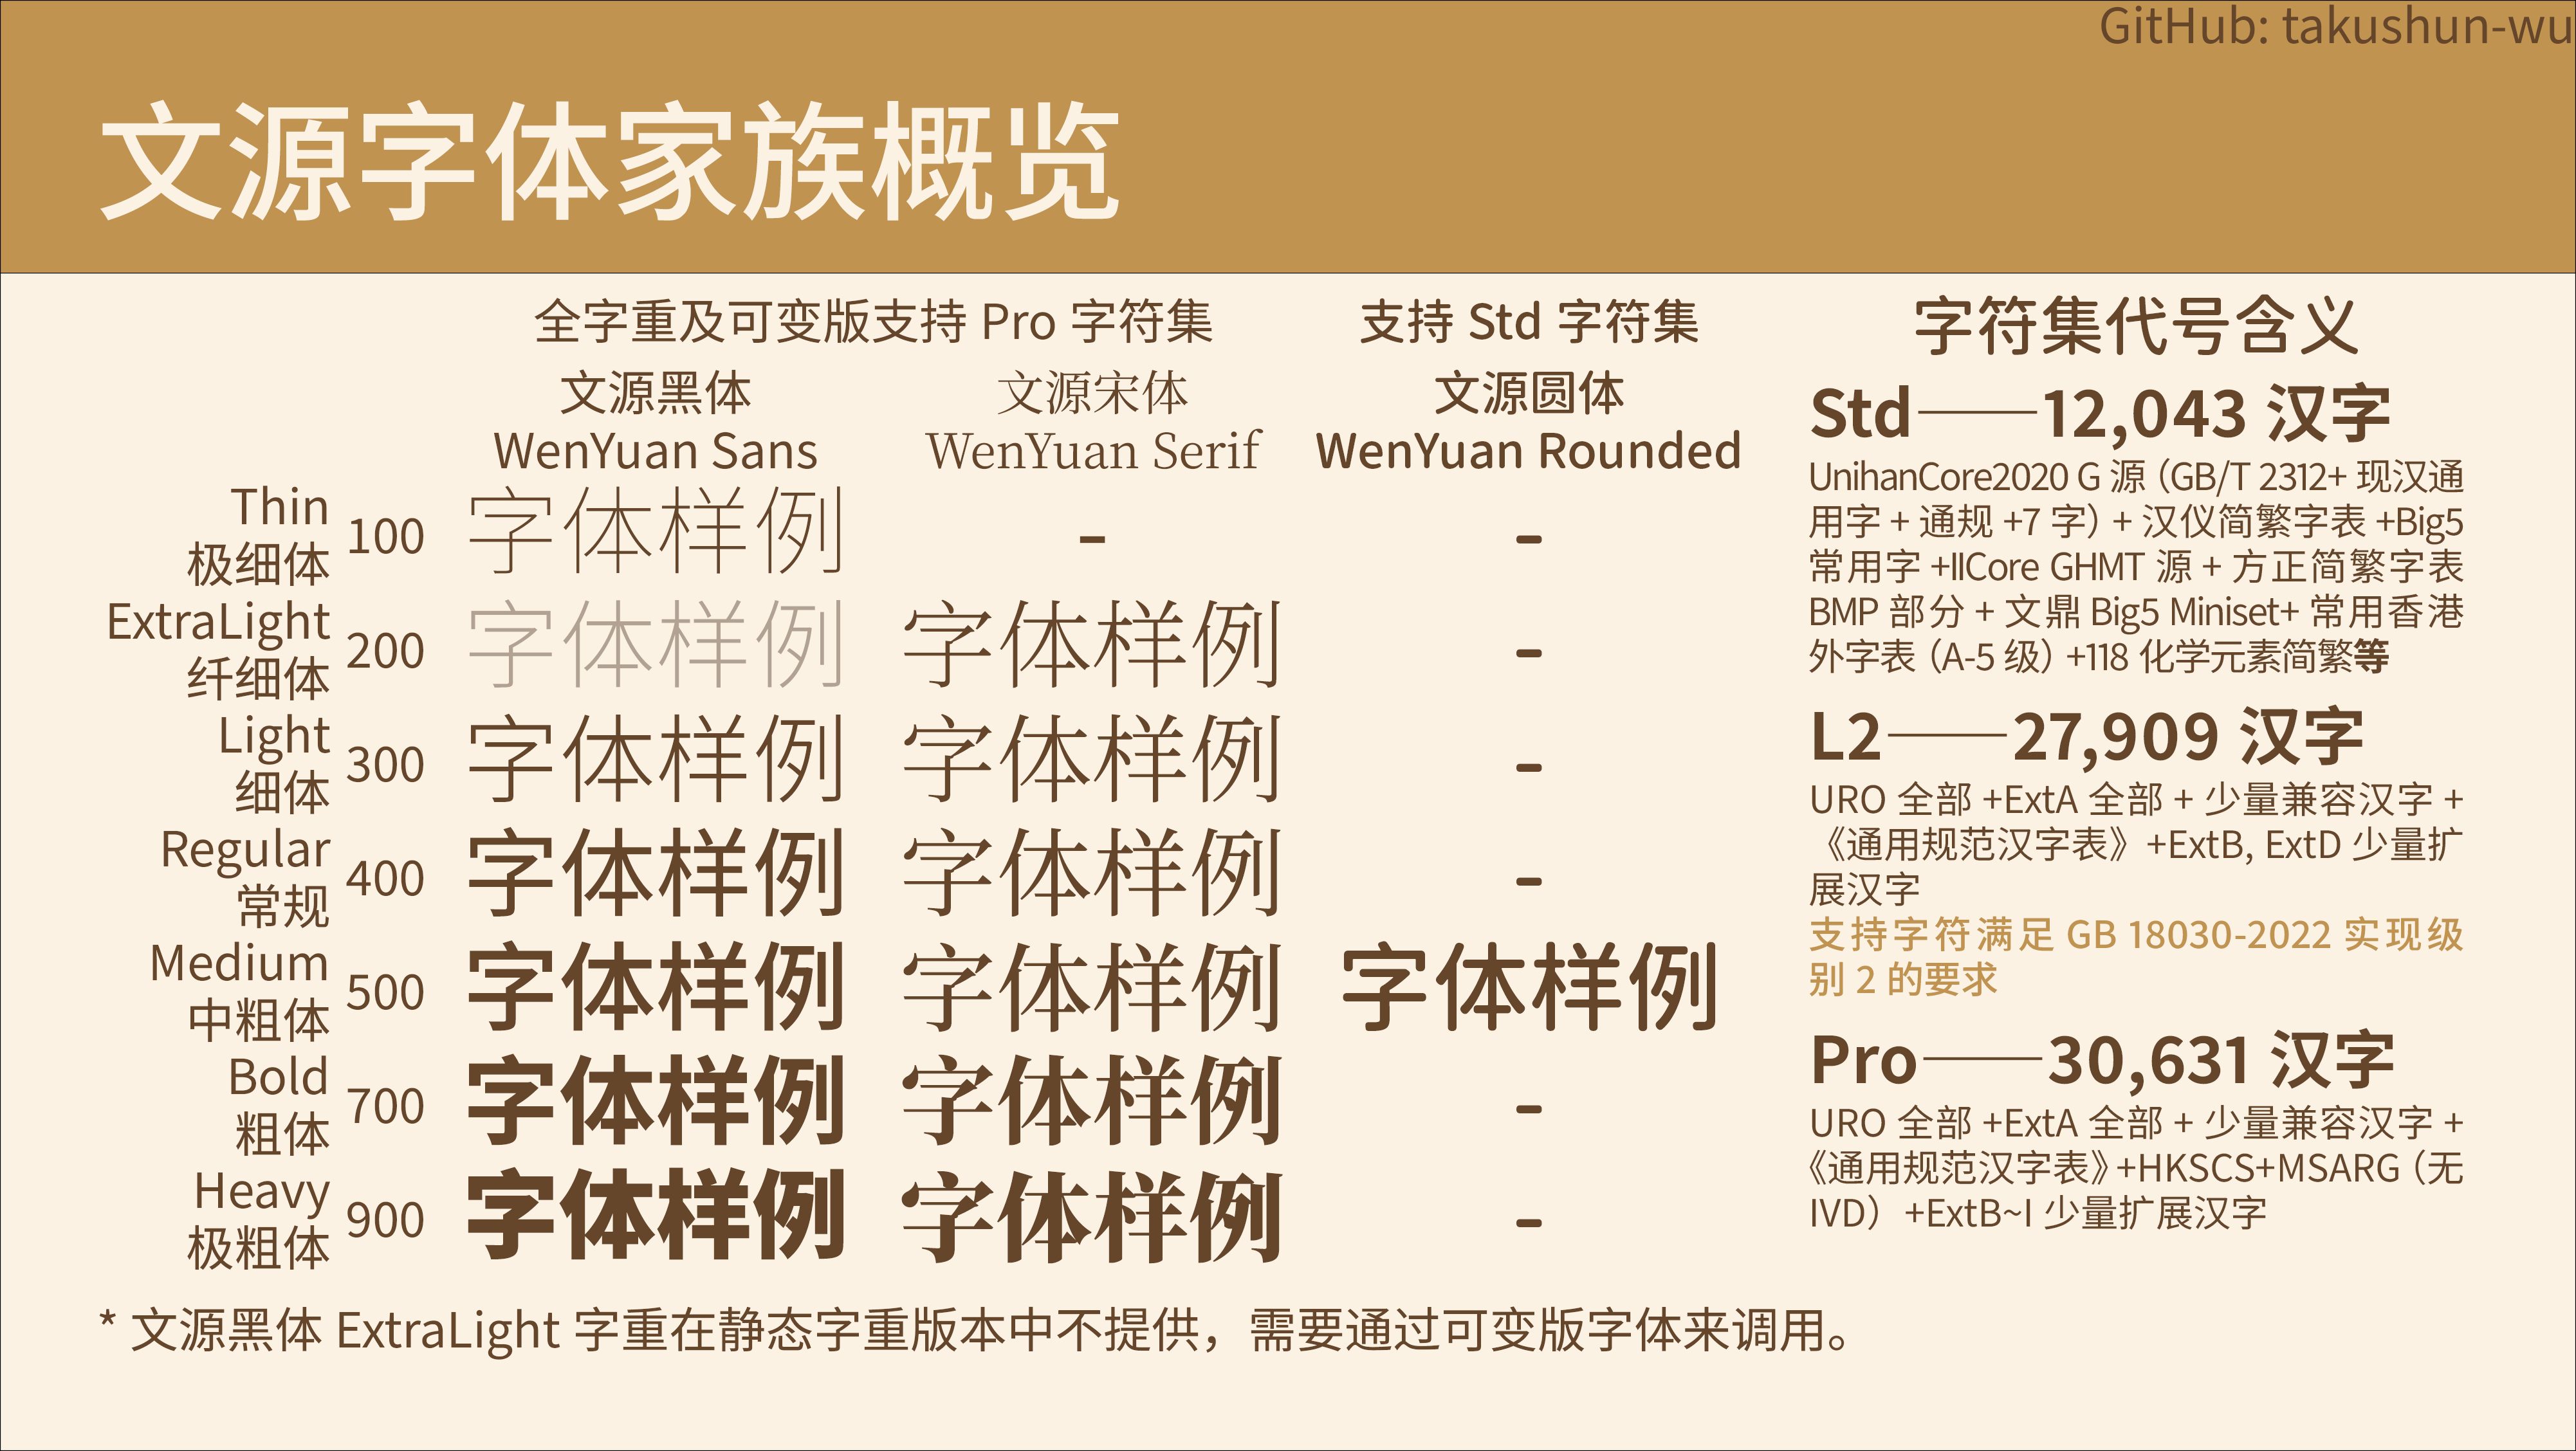 GitHub: takushun-wu
文源字体家族概览
全字重及可变版支持 Pro 字符集
支持 Std 字符集
文源黑体
WenYuan Sans
文源宋体
WenYuan Serif
文源圆体
WenYuan Rounded
Thin
极细体
100
字体样例
-
-
ExtraLight
纤细体
200
字体样例
字体样例
-
Light
细体
300
字体样例
字体样例
-
Regular
常规
400
字体样例
字体样例
-
Medium
中粗体
500
字体样例
字体样例
字体样例
Bold
粗体
700
字体样例
字体样例
-
Heavy
极粗体
900
字体样例
字体样例
-
* 文源黑体 ExtraLight 字重在静态字重版本中不提供，需要通过可变版字体来调用。
字符集代号含义
Std——12,043 汉字
UnihanCore2020 G 源（GB/T 2312+ 现汉通
用字 + 通规 +7 字）+ 汉仪简繁字表 +Big5
常用字 +IICore GHMT 源 + 方正简繁字表
BMP 部分 + 文鼎 Big5 Miniset+ 常用香港
外字表（A-5 级）+118 化学元素简繁等
L2——27,909 汉字
URO 全部 +ExtA 全部 + 少量兼容汉字 +
《通用规范汉字表》+ExtB, ExtD 少量扩
展汉字
支持字符满足 GB 18030-2022 实现级
别 2 的要求
Pro——30,631 汉字
URO 全部 +ExtA 全部 + 少量兼容汉字 +
《通用规范汉字表》+HKSCS+MSARG（无
IVD）+ExtB~I 少量扩展汉字